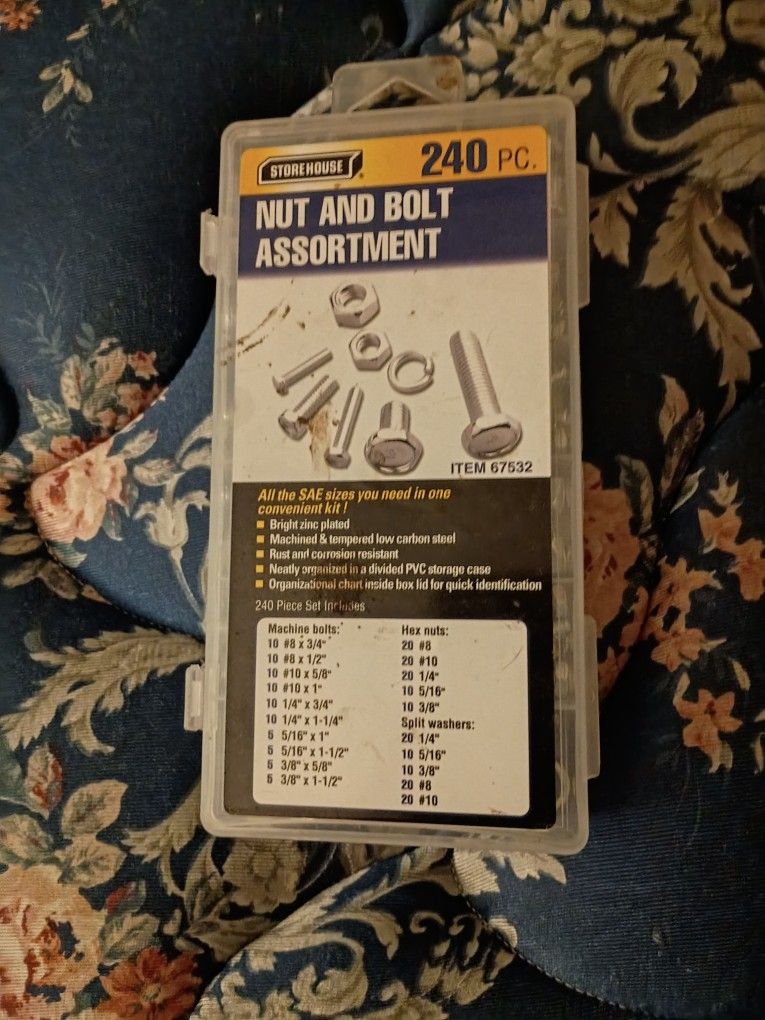 STOREHOUSE®
240 PC.
NUT AND BOLT
ASSORTMENT
ITEM 67532
All the SAE sizes you need in one
convenient kit !
Bright zinc plated
Machined & tempered low carbon steel
Rust and corrosion resistant
Neatly organized in a divided PVC storage case
Organizational chart inside box lid for quick identification
240 Piece Set Includes
Machine bolts:
10 #8 x 3/4"
10 #8 x 1/2"
10 #10 x 5/8"
10 #10 x 1"
10 1/4" x 3/4"
10 1/4" x 1-1/4"
5 5/16" x 1"
5 5/16" x 1-1/2"
5 3/8" x 5/8"
5 3/8" x 1-1/2"
Hex nuts:
20 #8
20 #10
20 1/4"
10 5/16"
10 3/8"
Split washers:
20 1/4"
10 5/16"
10 3/8"
20 #8
20 #10